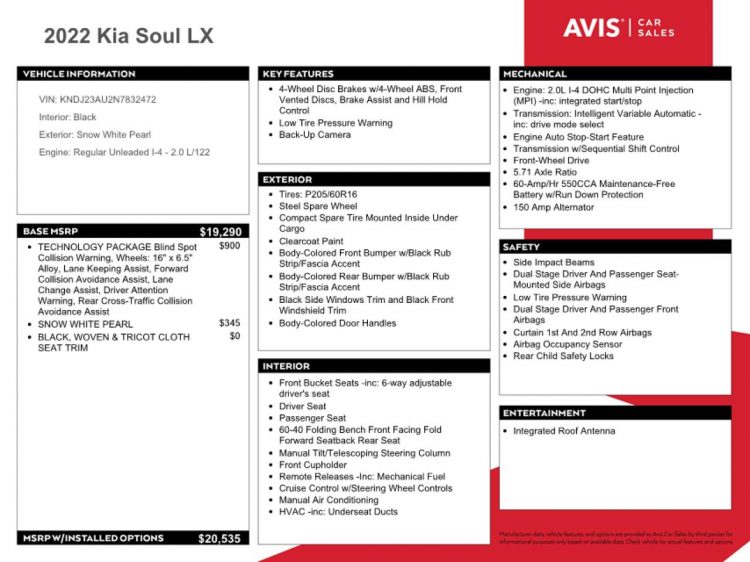 2022 Kia Soul LX
AVIS® | CAR
SALES
VEHICLE INFORMATION
VIN: KNDJ23AU2N7832472
Interior: Black
Exterior: Snow White Pearl
Engine: Regular Unleaded I-4 - 2.0 L/122
BASE MSRP $19,290
• TECHNOLOGY PACKAGE Blind Spot $900
Collision Warning, Wheels: 16" x 6.5"
Alloy, Lane Keeping Assist, Forward
Collision Avoidance Assist, Lane
Change Assist, Driver Attention
Warning, Rear Cross-Traffic Collision
Avoidance Assist
• SNOW WHITE PEARL $345
• BLACK, WOVEN & TRICOT CLOTH $0
SEAT TRIM
MSRP W/INSTALLED OPTIONS $20,535
KEY FEATURES
• 4-Wheel Disc Brakes w/4-Wheel ABS, Front
Vented Discs, Brake Assist and Hill Hold
Control
• Low Tire Pressure Warning
• Back-Up Camera
EXTERIOR
• Tires: P205/60R16
• Steel Spare Wheel
• Compact Spare Tire Mounted Inside Under
Cargo
• Clearcoat Paint
• Body-Colored Front Bumper w/Black Rub
Strip/Fascia Accent
• Body-Colored Rear Bumper w/Black Rub
Strip/Fascia Accent
• Black Side Windows Trim and Black Front
Windshield Trim
• Body-Colored Door Handles
INTERIOR
• Front Bucket Seats -inc: 6-way adjustable
driver's seat
• Driver Seat
• Passenger Seat
• 60-40 Folding Bench Front Facing Fold
Forward Seatback Rear Seat
• Manual Tilt/Telescoping Steering Column
• Front Cupholder
• Remote Releases -Inc: Mechanical Fuel
• Cruise Control w/Steering Wheel Controls
• Manual Air Conditioning
• HVAC -inc: Underseat Ducts
MECHANICAL
• Engine: 2.0L I-4 DOHC Multi Point Injection
(MPI) -inc: integrated start/stop
• Transmission: Intelligent Variable Automatic -
inc: drive mode select
• Engine Auto Stop-Start Feature
• Transmission w/Sequential Shift Control
• Front-Wheel Drive
• 5.71 Axle Ratio
• 60-Amp/Hr 550CCA Maintenance-Free
Battery w/Run Down Protection
• 150 Amp Alternator
SAFETY
• Side Impact Beams
• Dual Stage Driver And Passenger Seat-
Mounted Side Airbags
• Low Tire Pressure Warning
• Dual Stage Driver And Passenger Front
Airbags
• Curtain 1st And 2nd Row Airbags
• Airbag Occupancy Sensor
• Rear Child Safety Locks
ENTERTAINMENT
• Integrated Roof Antenna
Manufacturer data, vehicle features, and options are provided to Avis Car Sales by third parties for
informational purposes only based on available data. Check vehicle for actual features and options.